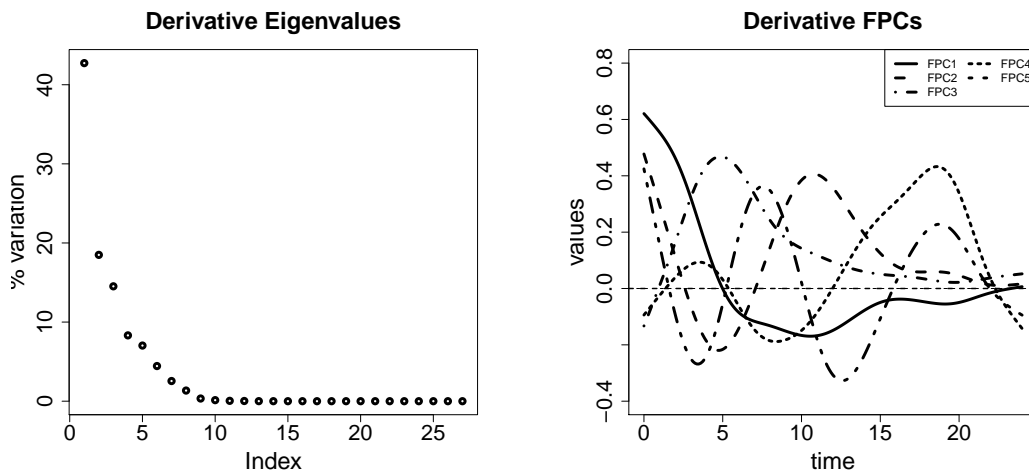 Derivative Eigenvalues
% variation
40
30
20
10
0
0 5 10 15 20 25
Index
Derivative FPCs
FPC1 FPC4
FPC2 FPC5
FPC3
values
0.8
0.6
0.4
0.2
0.0
−0.4
0 5 10 15 20
time